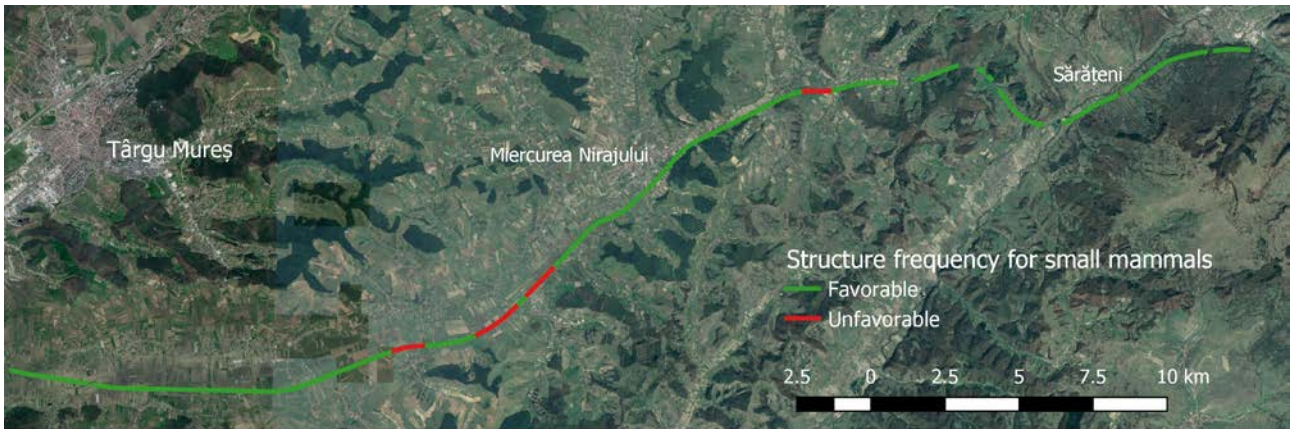 Sărățeni
Târgu Mureș
Miercurea Nirajului
Structure frequency for small mammals
Favorable
Unfavorable
2.5 0 2.5 5 7.5 10 km